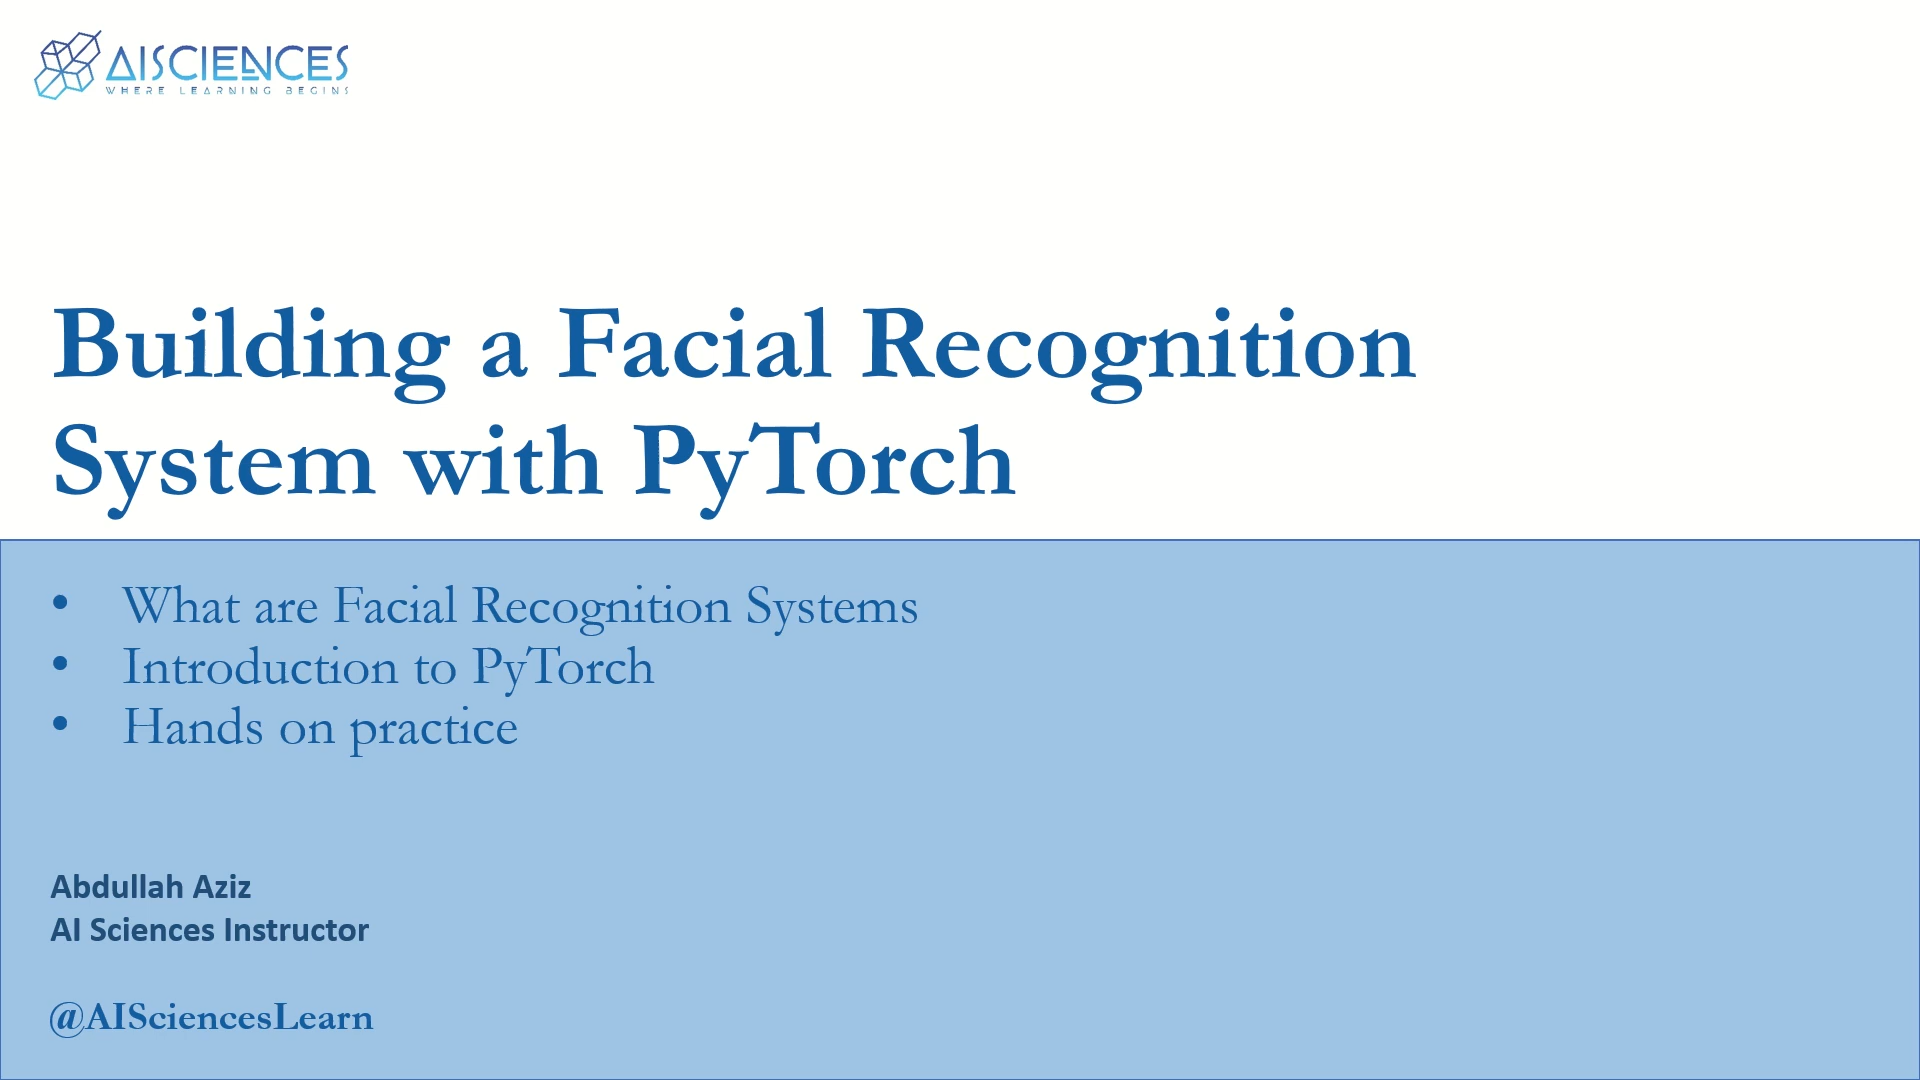 AISCIENCES
WHERE LEARNING BEGINS
Building a Facial Recognition
System with PyTorch
• What are Facial Recognition Systems
• Introduction to PyTorch
• Hands on practice
Abdullah Aziz
AI Sciences Instructor
@AISciencesLearn